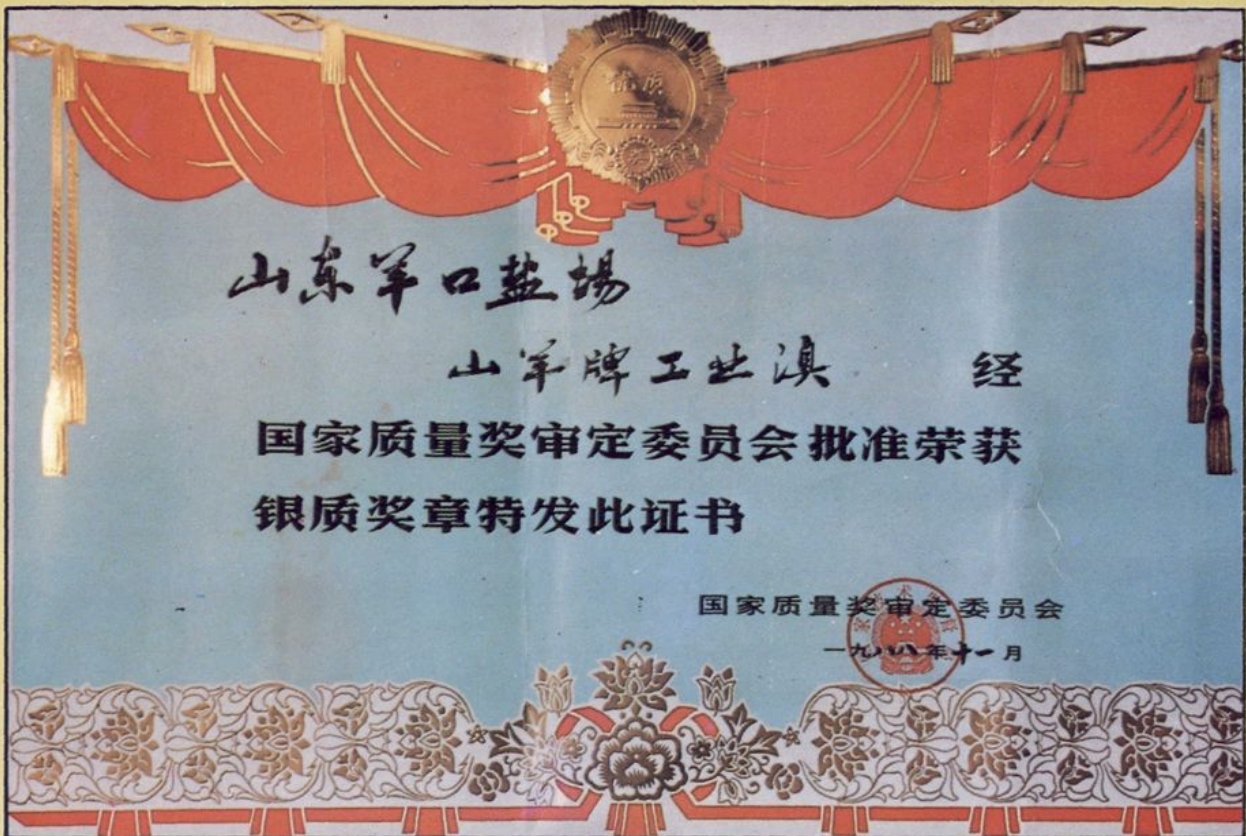 优质
山东羊口盐场
山羊牌工业溴 经
国家质量奖审定委员会批准荣获
银质奖章特发此证书
国家质量奖审定委员会
一九八八年十一月